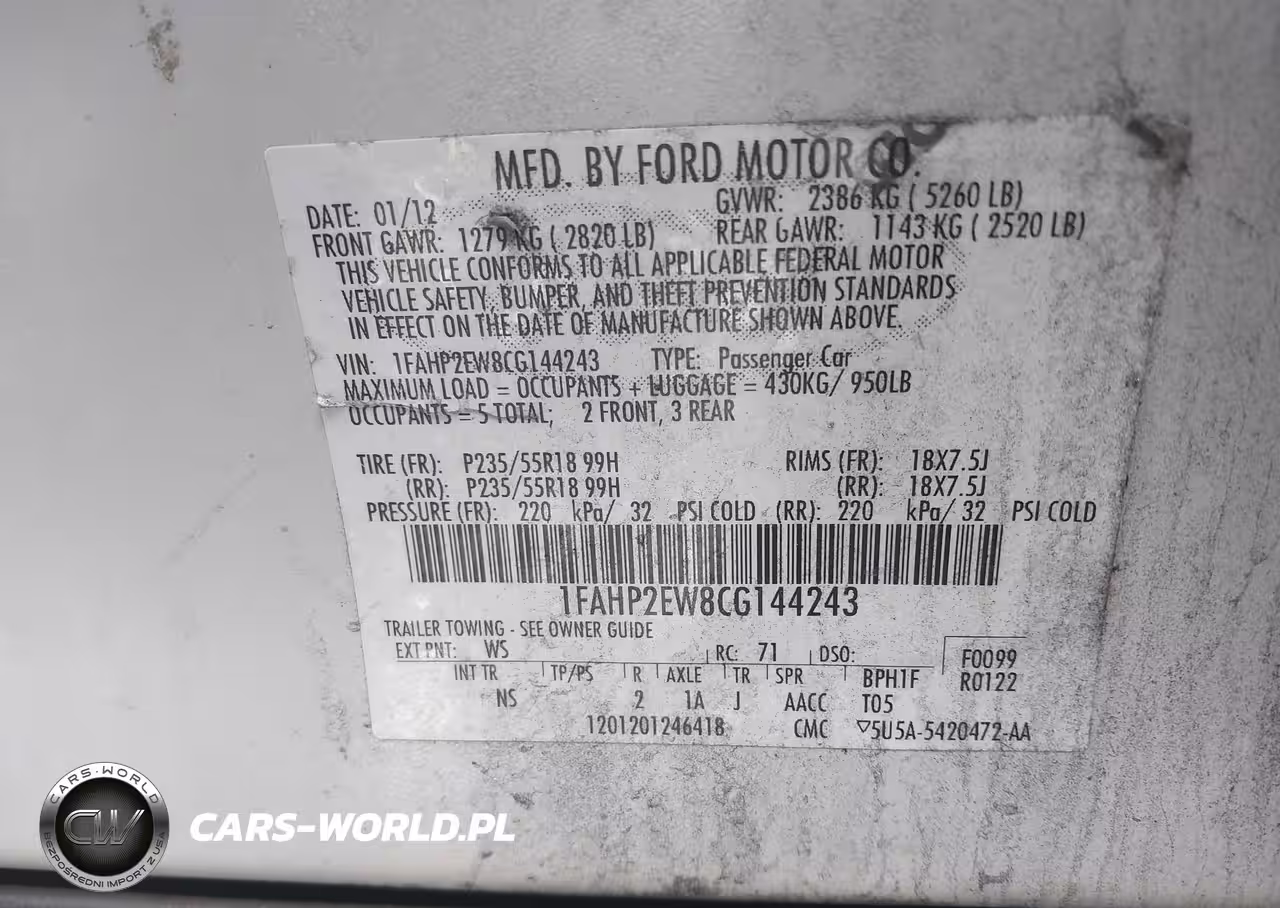 MFD. BY FORD MOTOR CO.
DATE: 01/12 GVWR: 2386 KG ( 5260 LB)
FRONT GAWR: 1279 KG ( 2820 LB) REAR GAWR: 1143 KG ( 2520 LB)
THIS VEHICLE CONFORMS TO ALL APPLICABLE FEDERAL MOTOR
VEHICLE SAFETY, BUMPER, AND THEFT PREVENTION STANDARDS
IN EFFECT ON THE DATE OF MANUFACTURE SHOWN ABOVE.
VIN: 1FAHP2EW8CG144243 TYPE: Passenger Car
MAXIMUM LOAD = OCCUPANTS + LUGGAGE = 430KG/ 950LB
OCCUPANTS = 5 TOTAL; 2 FRONT, 3 REAR
TIRE (FR): P235/55R18 99H RIMS (FR): 18X7.5J
(RR): P235/55R18 99H (RR): 18X7.5J
PRESSURE (FR): 220 kPa/ 32 PSI COLD (RR): 220 kPa/ 32 PSI COLD
1FAHP2EW8CG144243
TRAILER TOWING - SEE OWNER GUIDE
EXT PNT: WS RC: 71 DSO: F0099
INT TR TP/PS R AXLE TR SPR BPH1F R0122
NS 2 1A J AACC T05
1201201246418 CMC ▽5U5A-5420472-AA
CARS-WORLD
CW
BEZPOŚREDNI IMPORT Z USA
CARS-WORLD.PL